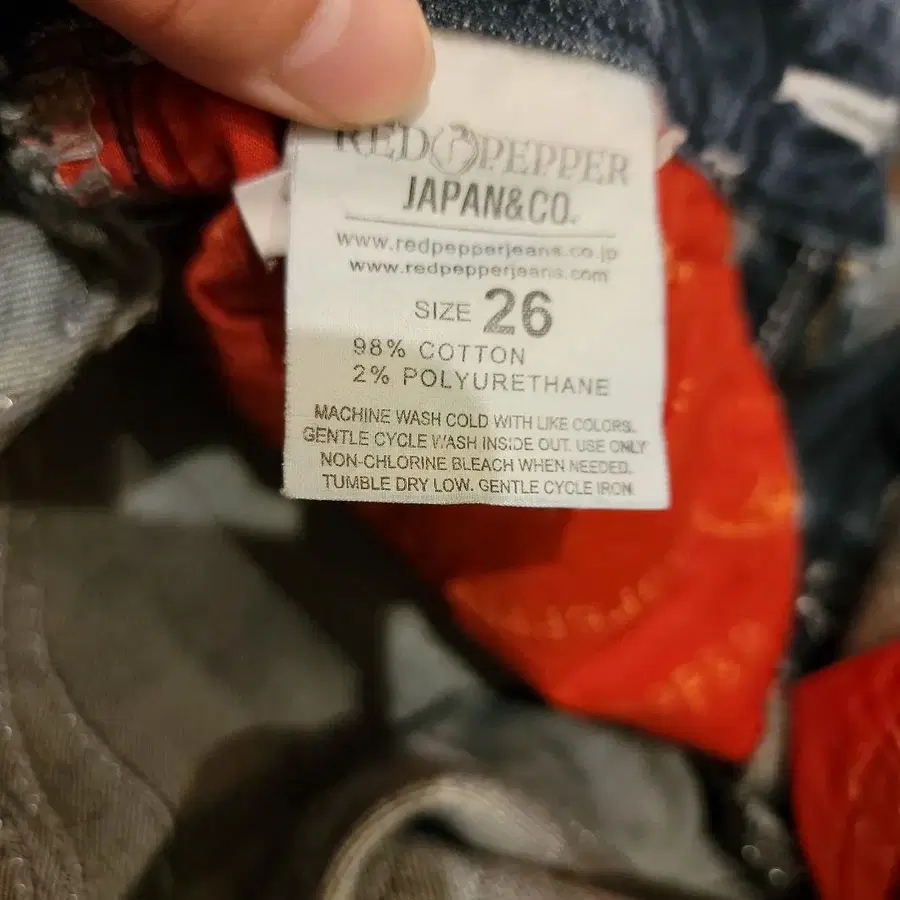 RED PEPPER
JAPAN&CO.
www.redpepperjeans.co.jp
www.redpepperjeans.com
SIZE 26
98% COTTON
2% POLYURETHANE
MACHINE WASH COLD WITH LIKE COLORS.
GENTLE CYCLE WASH INSIDE OUT. USE ONLY
NON-CHLORINE BLEACH WHEN NEEDED.
TUMBLE DRY LOW. GENTLE CYCLE IRON